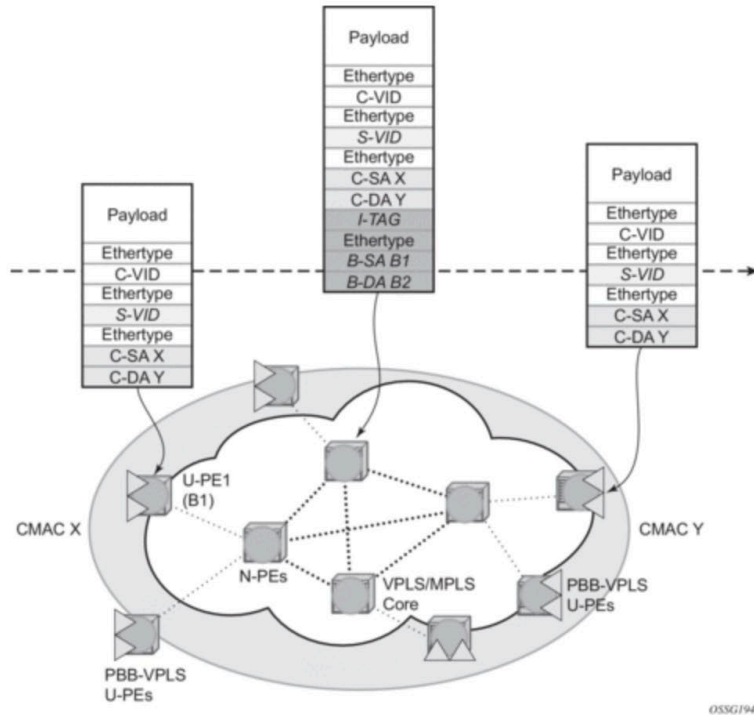 Payload
Ethertype
C-VID
Ethertype
S-VID
Ethertype
C-SA X
C-DA Y
Payload
Ethertype
C-VID
Ethertype
S-VID
Ethertype
C-SA X
C-DA Y
I-TAG
Ethertype
B-SA B1
B-DA B2
Payload
Ethertype
C-VID
Ethertype
S-VID
Ethertype
C-SA X
C-DA Y
U-PE1
(B1)
CMAC X
CMAC Y
N-PEs
VPLS/MPLS
Core
PBB-VPLS
U-PEs
PBB-VPLS
U-PEs
OSSG194